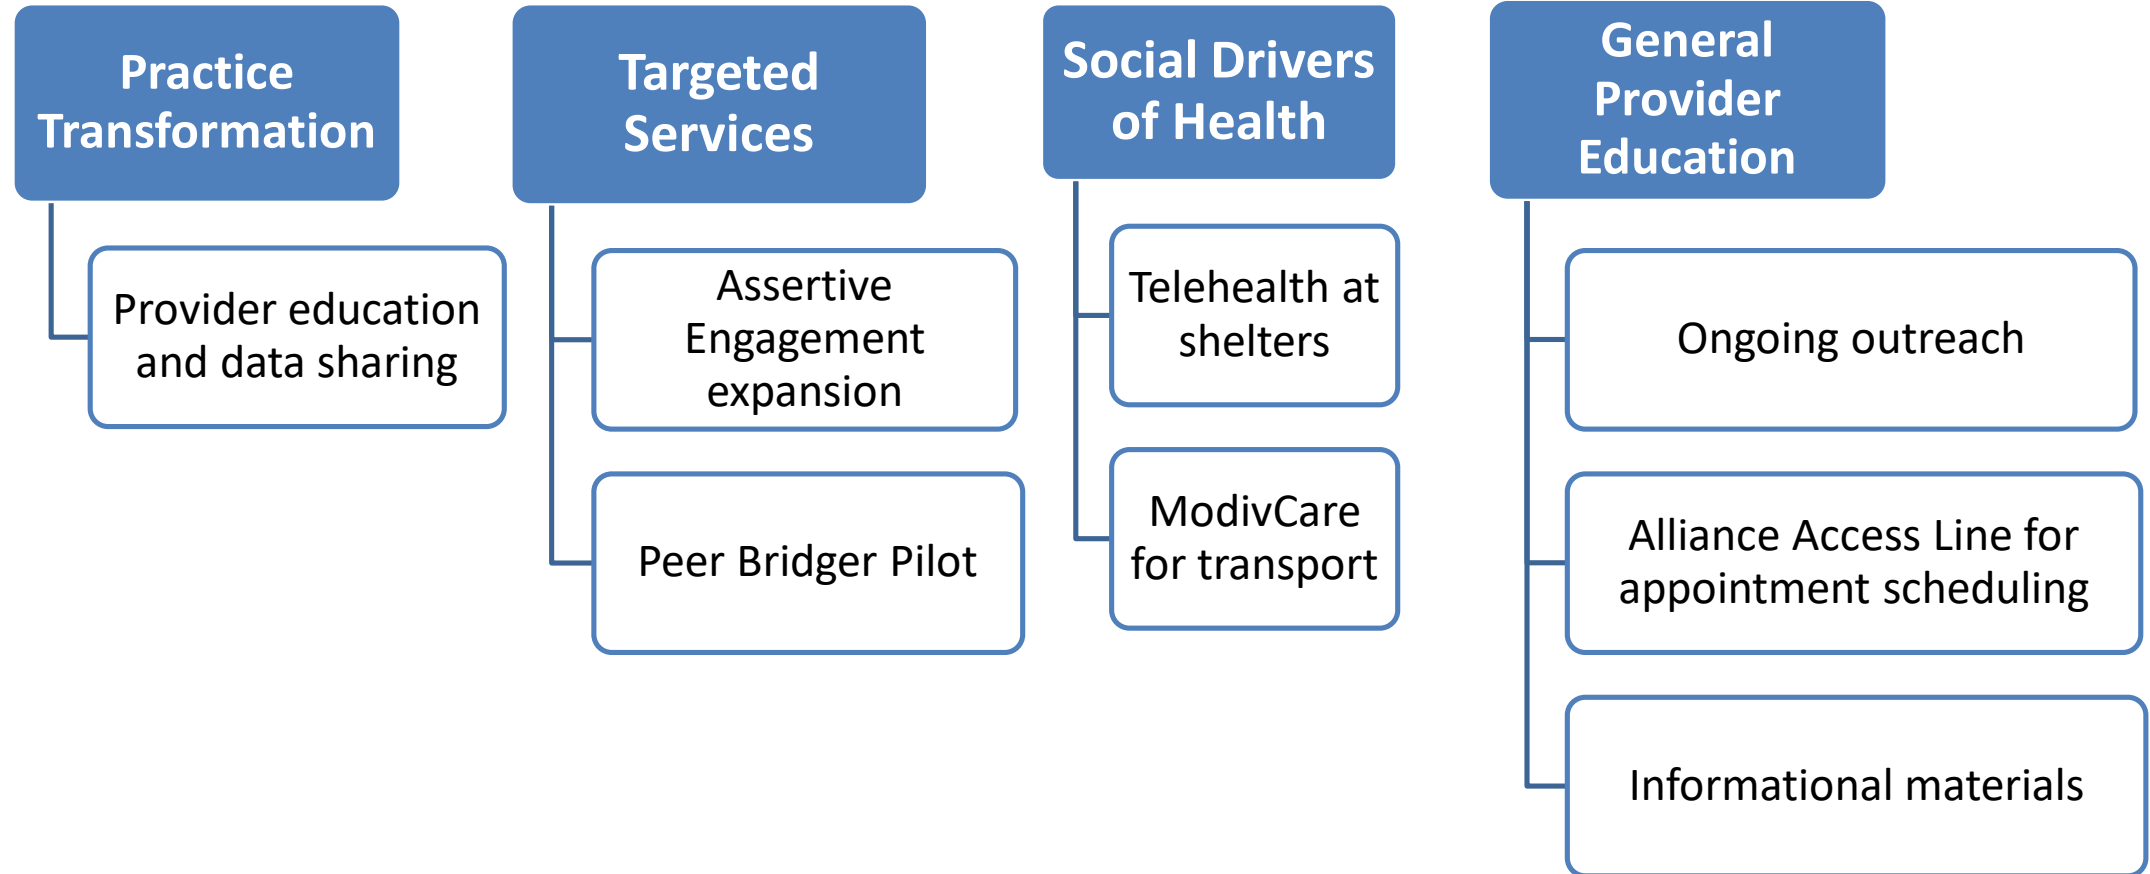 Practice
Transformation
Provider education
and data sharing
Targeted
Services
Assertive
Engagement
expansion
Peer Bridger Pilot
Social Drivers
of Health
Telehealth at
shelters
ModivCare
for transport
General
Provider
Education
Ongoing outreach
Alliance Access Line for
appointment scheduling
Informational materials